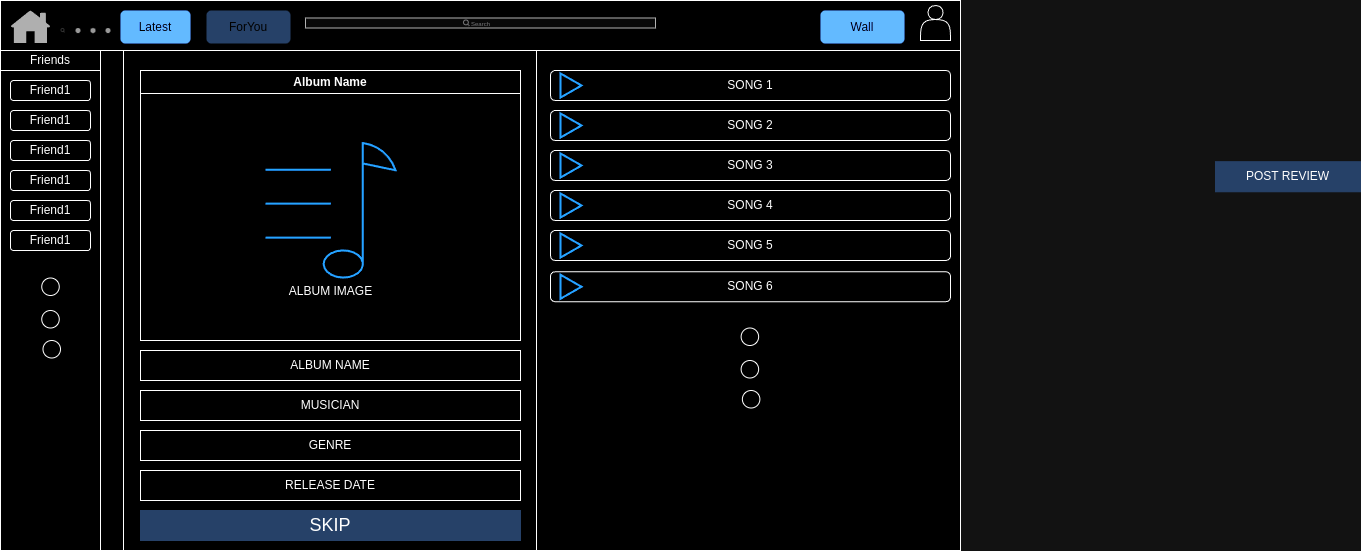 Latest
ForYou
Search
Wall
Friends
Friend1
Friend1
Friend1
Friend1
Friend1
Friend1
Album Name
ALBUM IMAGE
ALBUM NAME
MUSICIAN
GENRE
RELEASE DATE
SKIP
SONG 1
SONG 2
SONG 3
SONG 4
SONG 5
SONG 6
POST REVIEW